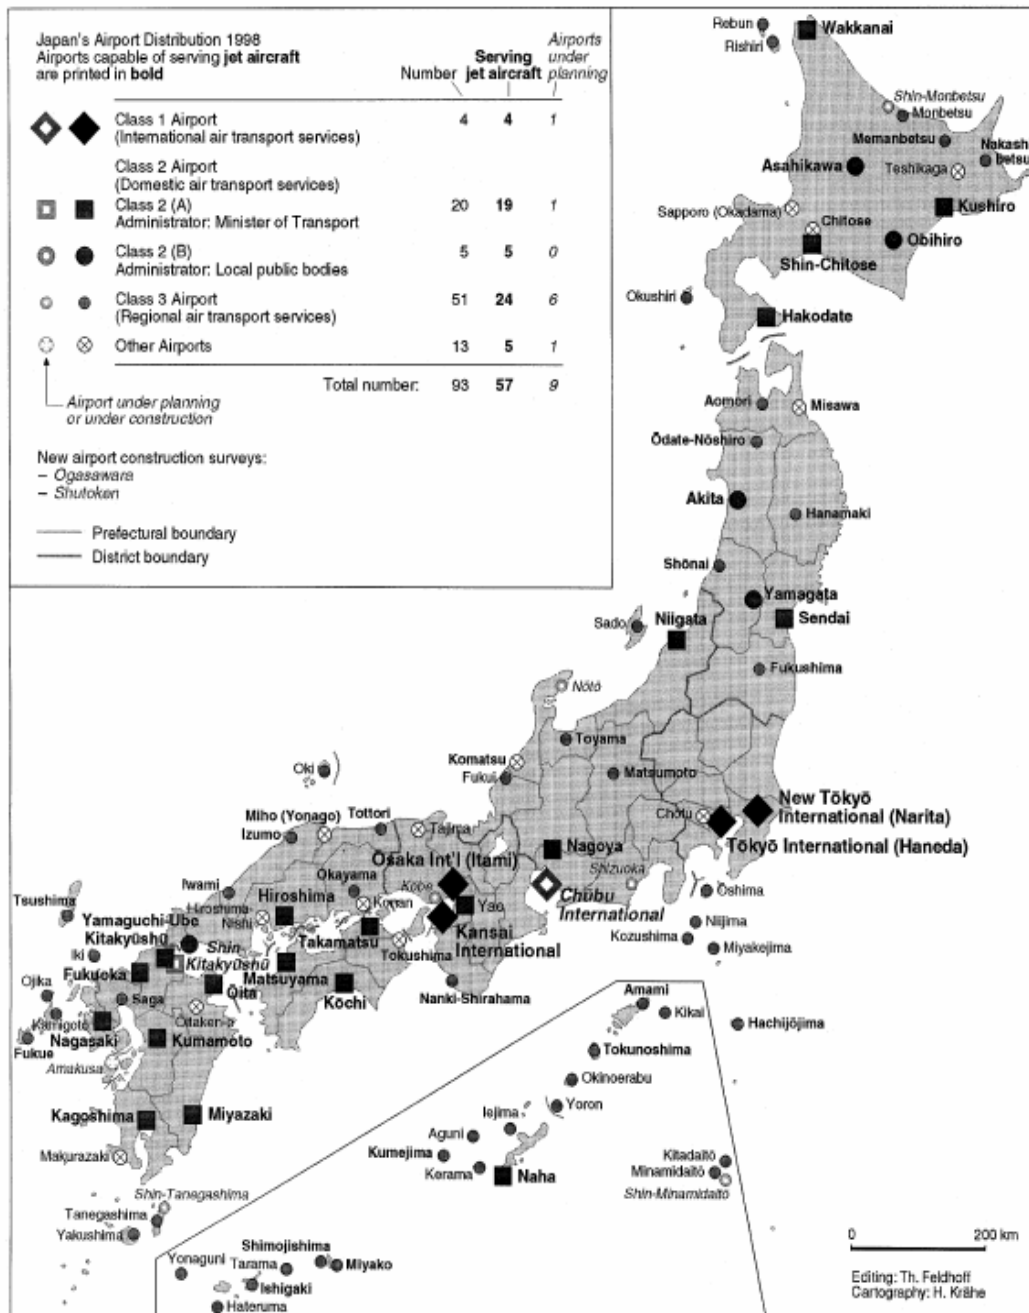 Japan's Airport Distribution 1998
Airports capable of serving jet aircraft
are printed in bold
Number
Serving
jet aircraft
Airports
under
planning
Class 1 Airport 4 4 1
(International air transport services)
Class 2 Airport
(Domestic air transport services)
Class 2 (A) 20 19 1
Administrator: Minister of Transport
Class 2 (B) 5 5 0
Administrator: Local public bodies
Class 3 Airport 51 24 6
(Regional air transport services)
Other Airports 13 5 1
Total number: 93 57 9
Airport under planning
or under construction
New airport construction surveys:
– Ogasawara
– Shutoken
Prefectural boundary
District boundary
Rebun
Rishiri
Wakkanai
Shin-Monbetsu
Monbetsu
Memanbetsu
Nakashi
betsu
Asahikawa
Teshikaga
Sapporo (Okadama)
Kushiro
Chitose
Obihiro
Shin-Chitose
Okushiri
Hakodate
Aomori
Misawa
Ōdate-Nōshiro
Akita
Hanamaki
Shōnai
Yamagata
Sado
Niigata
Sendai
Fukushima
Nōtō
Toyama
Komatsu
Fukui
Matsumoto
Oki
New Tōkyō
International (Narita)
Chōfu
Tōkyō International (Haneda)
Miho (Yonago)
Tottori
Tajima
Izumo
Nagoya
Ōsaka Int'l (Itami)
Shizuoka
Okayama
Kobe
Chūbu
International
Ōshima
Iwami
Hiroshima
Hiroshima-
Nishi
Konan
Yao
Niijima
Kozushima
Miyakejima
Tsushima
Yamaguchi-Ube
Kitakyūshū
Shin
Kitakyūshū
Takamatsu
Kansai
International
Tokushima
Iki
Fukuoka
Matsuyama
Kōchi
Nanki-Shirahama
Ojika
Saga
Ōita
Kamigotō
Ōitaken-ō
Nagasaki
Kumamoto
Fukue
Amakusa
Amami
Kikai
Hachijōjima
Tokunoshima
Okinoerabu
Yoron
Kagoshima
Miyazaki
Iejima
Aguni
Makurazaki
Kumejima
Kerama
Naha
Kitadaitō
Minamidaitō
Shin-Minamidaitō
Shin-Tanegashima
Tanegashima
Yakushima
Yonaguni
Shimojishima
Tarama
Miyako
Ishigaki
Hateruma
0 200 km
Editing: Th. Feldhoff
Cartography: H. Krähe